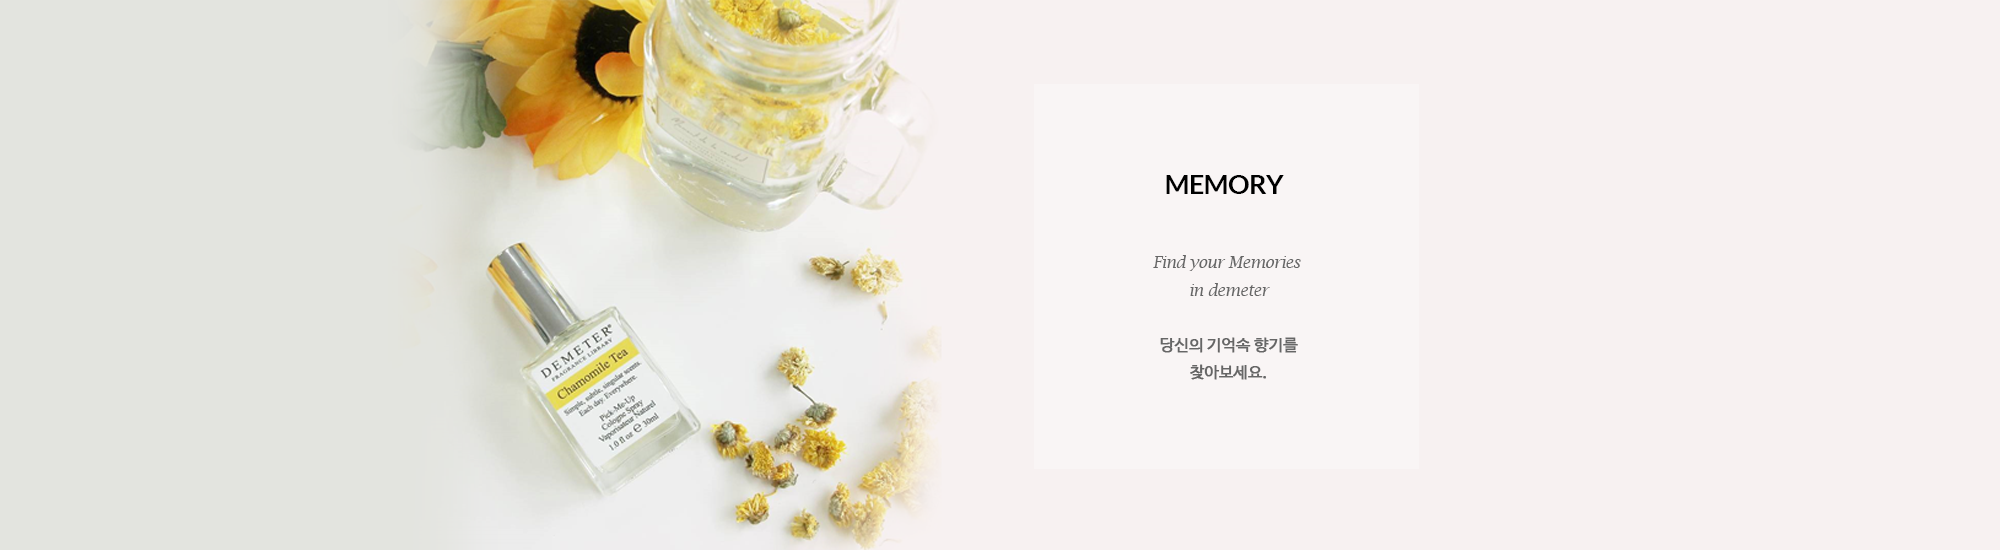 DEMETER®
FRAGRANCE LIBRARY
Chamomile Tea
Simple, subtle, singular scents.
Each day. Everywhere.
Pick-Me-Up
Cologne Spray
Vaporisateur Naturel
1.0 fl oz ℮ 30ml
MEMORY
Find your Memories
in demeter
당신의 기억속 향기를
찾아보세요.